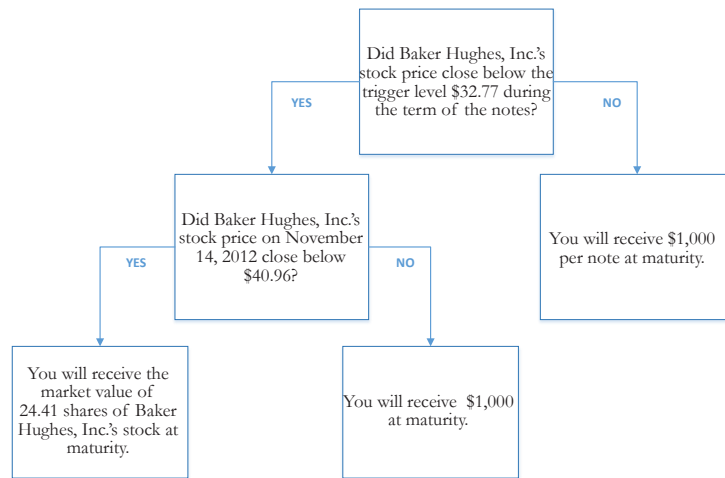 Did Baker Hughes, Inc.'s
stock price close below the
trigger level $32.77 during
the term of the notes?
YES
NO
Did Baker Hughes, Inc.'s
stock price on November
14, 2012 close below
$40.96?
You will receive $1,000
per note at maturity.
YES
NO
You will receive the
market value of
24.41 shares of Baker
Hughes, Inc.'s stock at
maturity.
You will receive $1,000
at maturity.